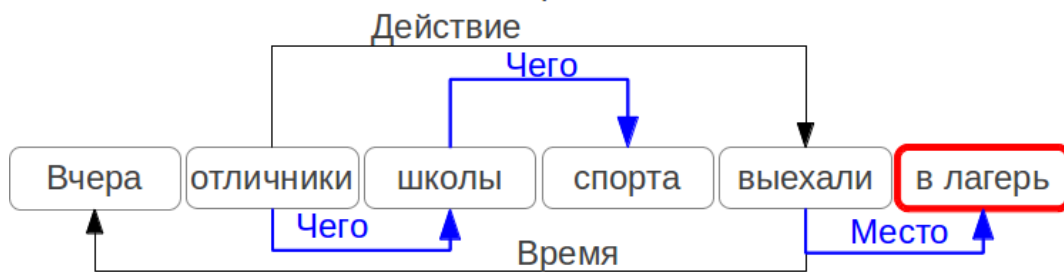 Действие
Чего
Вчера отличники школы спорта выехали в лагерь
Чего
Место
Время